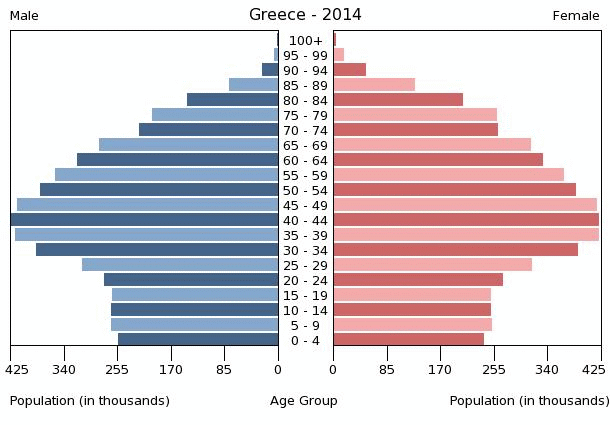 Male
Greece - 2014
Female
100+
95 - 99
90 - 94
85 - 89
80 - 84
75 - 79
70 - 74
65 - 69
60 - 64
55 - 59
50 - 54
45 - 49
40 - 44
35 - 39
30 - 34
25 - 29
20 - 24
15 - 19
10 - 14
5 - 9
0 - 4
425 340 255 170 85 0 0 85 170 255 340 425
Population (in thousands) Age Group Population (in thousands)